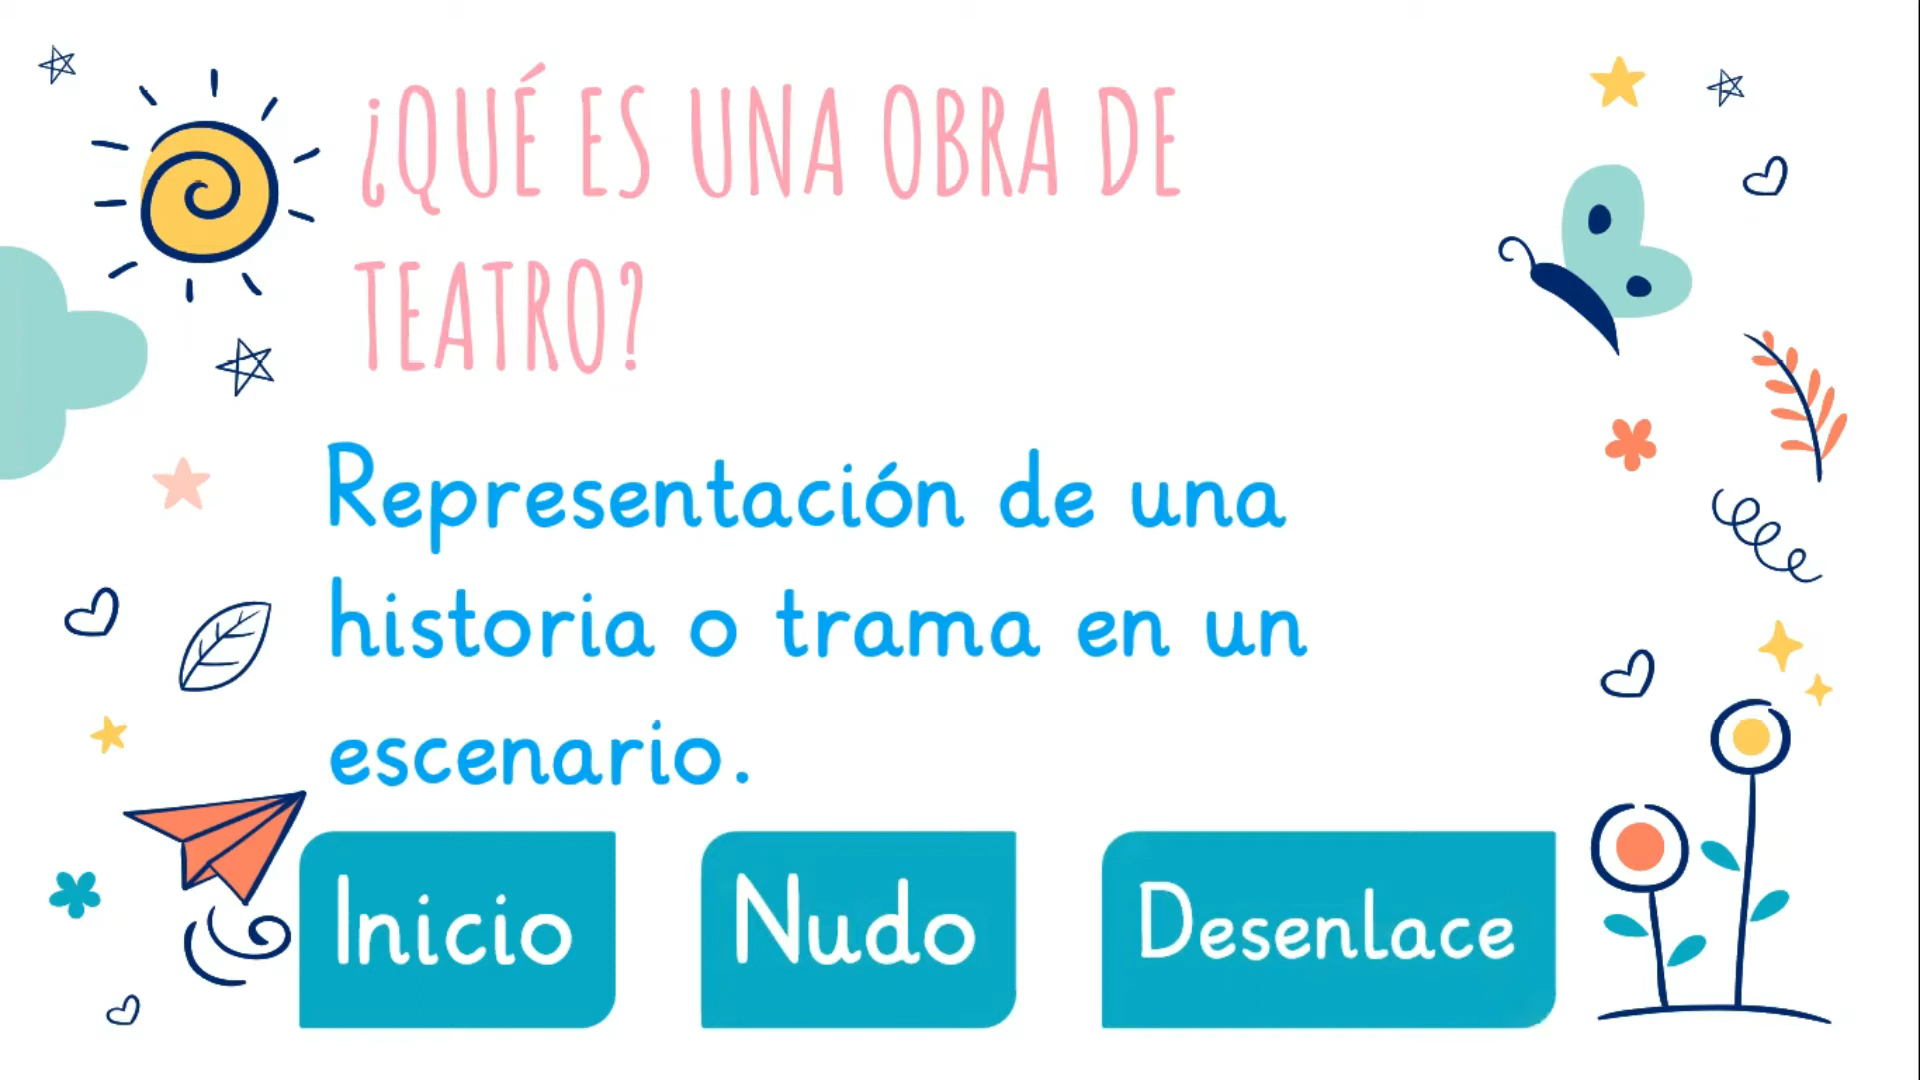 ¿QUÉ ES UNA OBRA DE
TEATRO?
Representación de una
historia o trama en un
escenario.
Inicio
Nudo
Desenlace